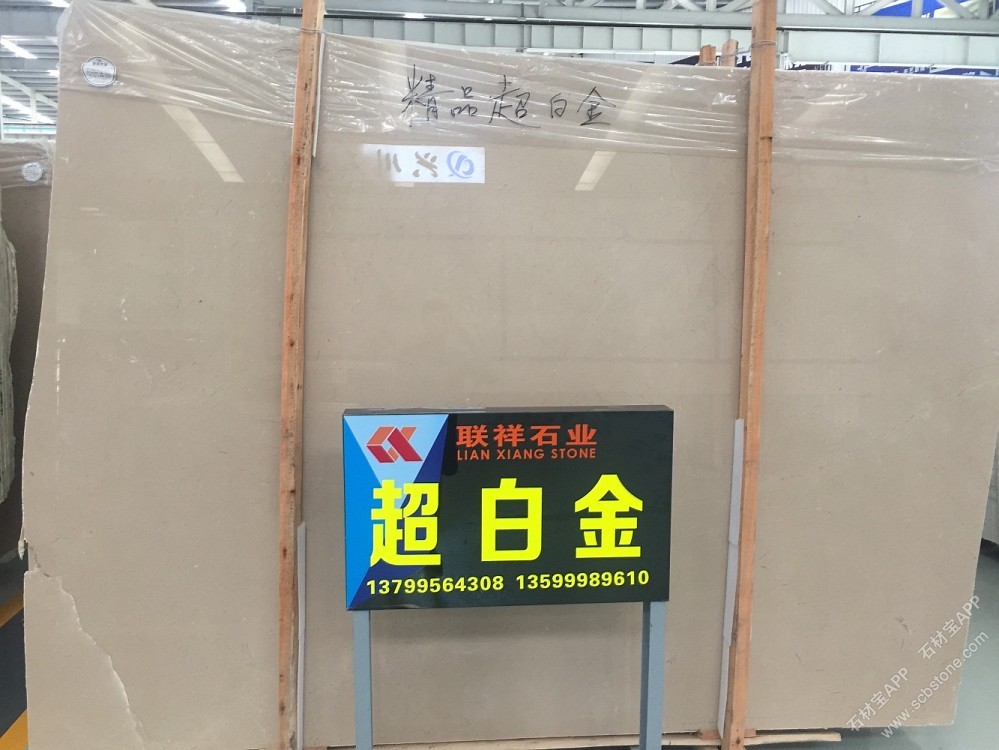 精品超白金
联祥石业
LIAN XIANG STONE
超白金
13799564308 13599989610
石材宝APP 石材宝APP
www.scbstone.com